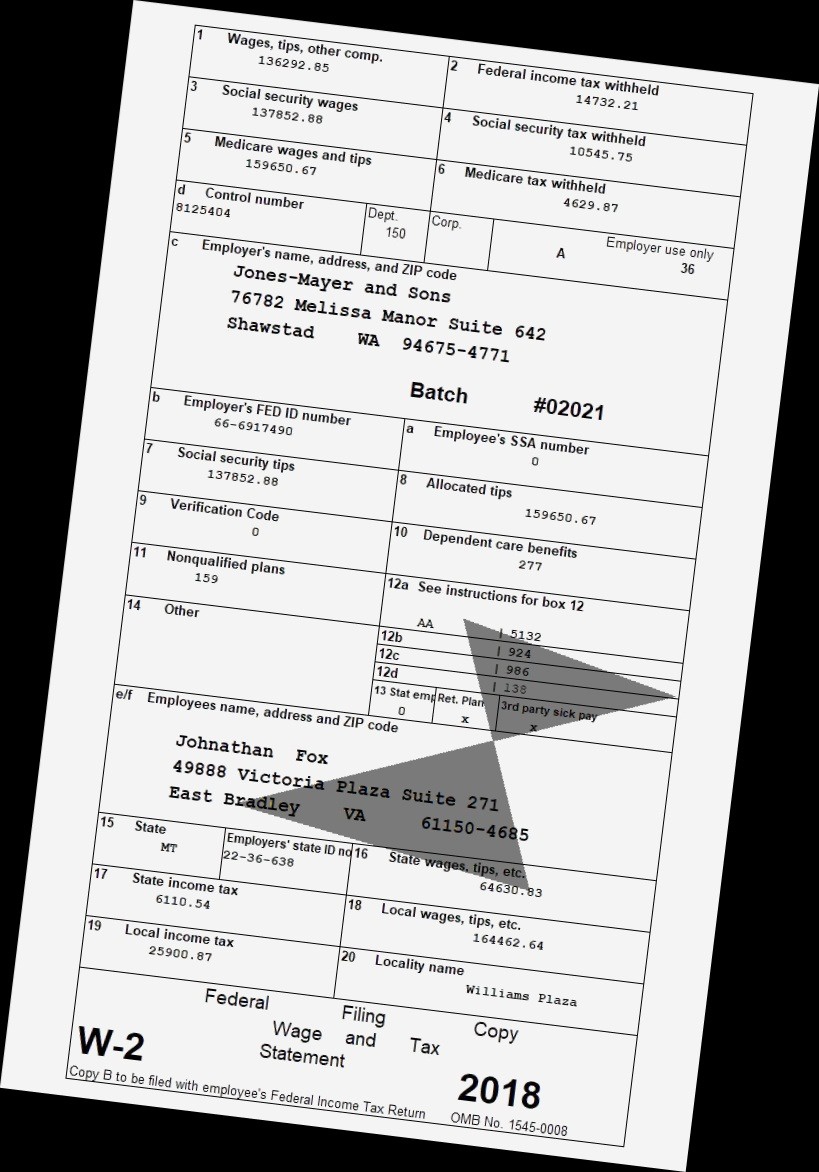 1 Wages, tips, other comp.
136292.85
2 Federal income tax withheld
14732.21
3 Social security wages
137852.88
4 Social security tax withheld
10545.75
5 Medicare wages and tips
159650.67
6 Medicare tax withheld
4629.87
d Control number
8125404
Dept.
150
Corp.
A
Employer use only
36
c Employer's name, address, and ZIP code
Jones-Mayer and Sons
76782 Melissa Manor Suite 642
Shawstad WA 94675-4771
Batch #02021
b Employer's FED ID number
66-6917490
a Employee's SSA number
0
7 Social security tips
137852.88
8 Allocated tips
159650.67
9 Verification Code
0
10 Dependent care benefits
277
11 Nonqualified plans
159
12a See instructions for box 12
AA | 5132
12b | 924
12c | 986
12d | 138
14 Other
13 Stat emp
0
Ret. Plan
x
3rd party sick pay
x
e/f Employees name, address and ZIP code
Johnathan Fox
49888 Victoria Plaza Suite 271
East Bradley VA 61150-4685
15 State
MT
Employers' state ID no
22-36-638
16 State wages, tips, etc.
64630.83
17 State income tax
6110.54
18 Local wages, tips, etc.
164462.64
19 Local income tax
25900.87
20 Locality name
Williams Plaza
Federal Filing Copy
W-2 Wage and Tax
Statement
2018
Copy B to be filed with employee's Federal Income Tax Return
OMB No. 1545-0008